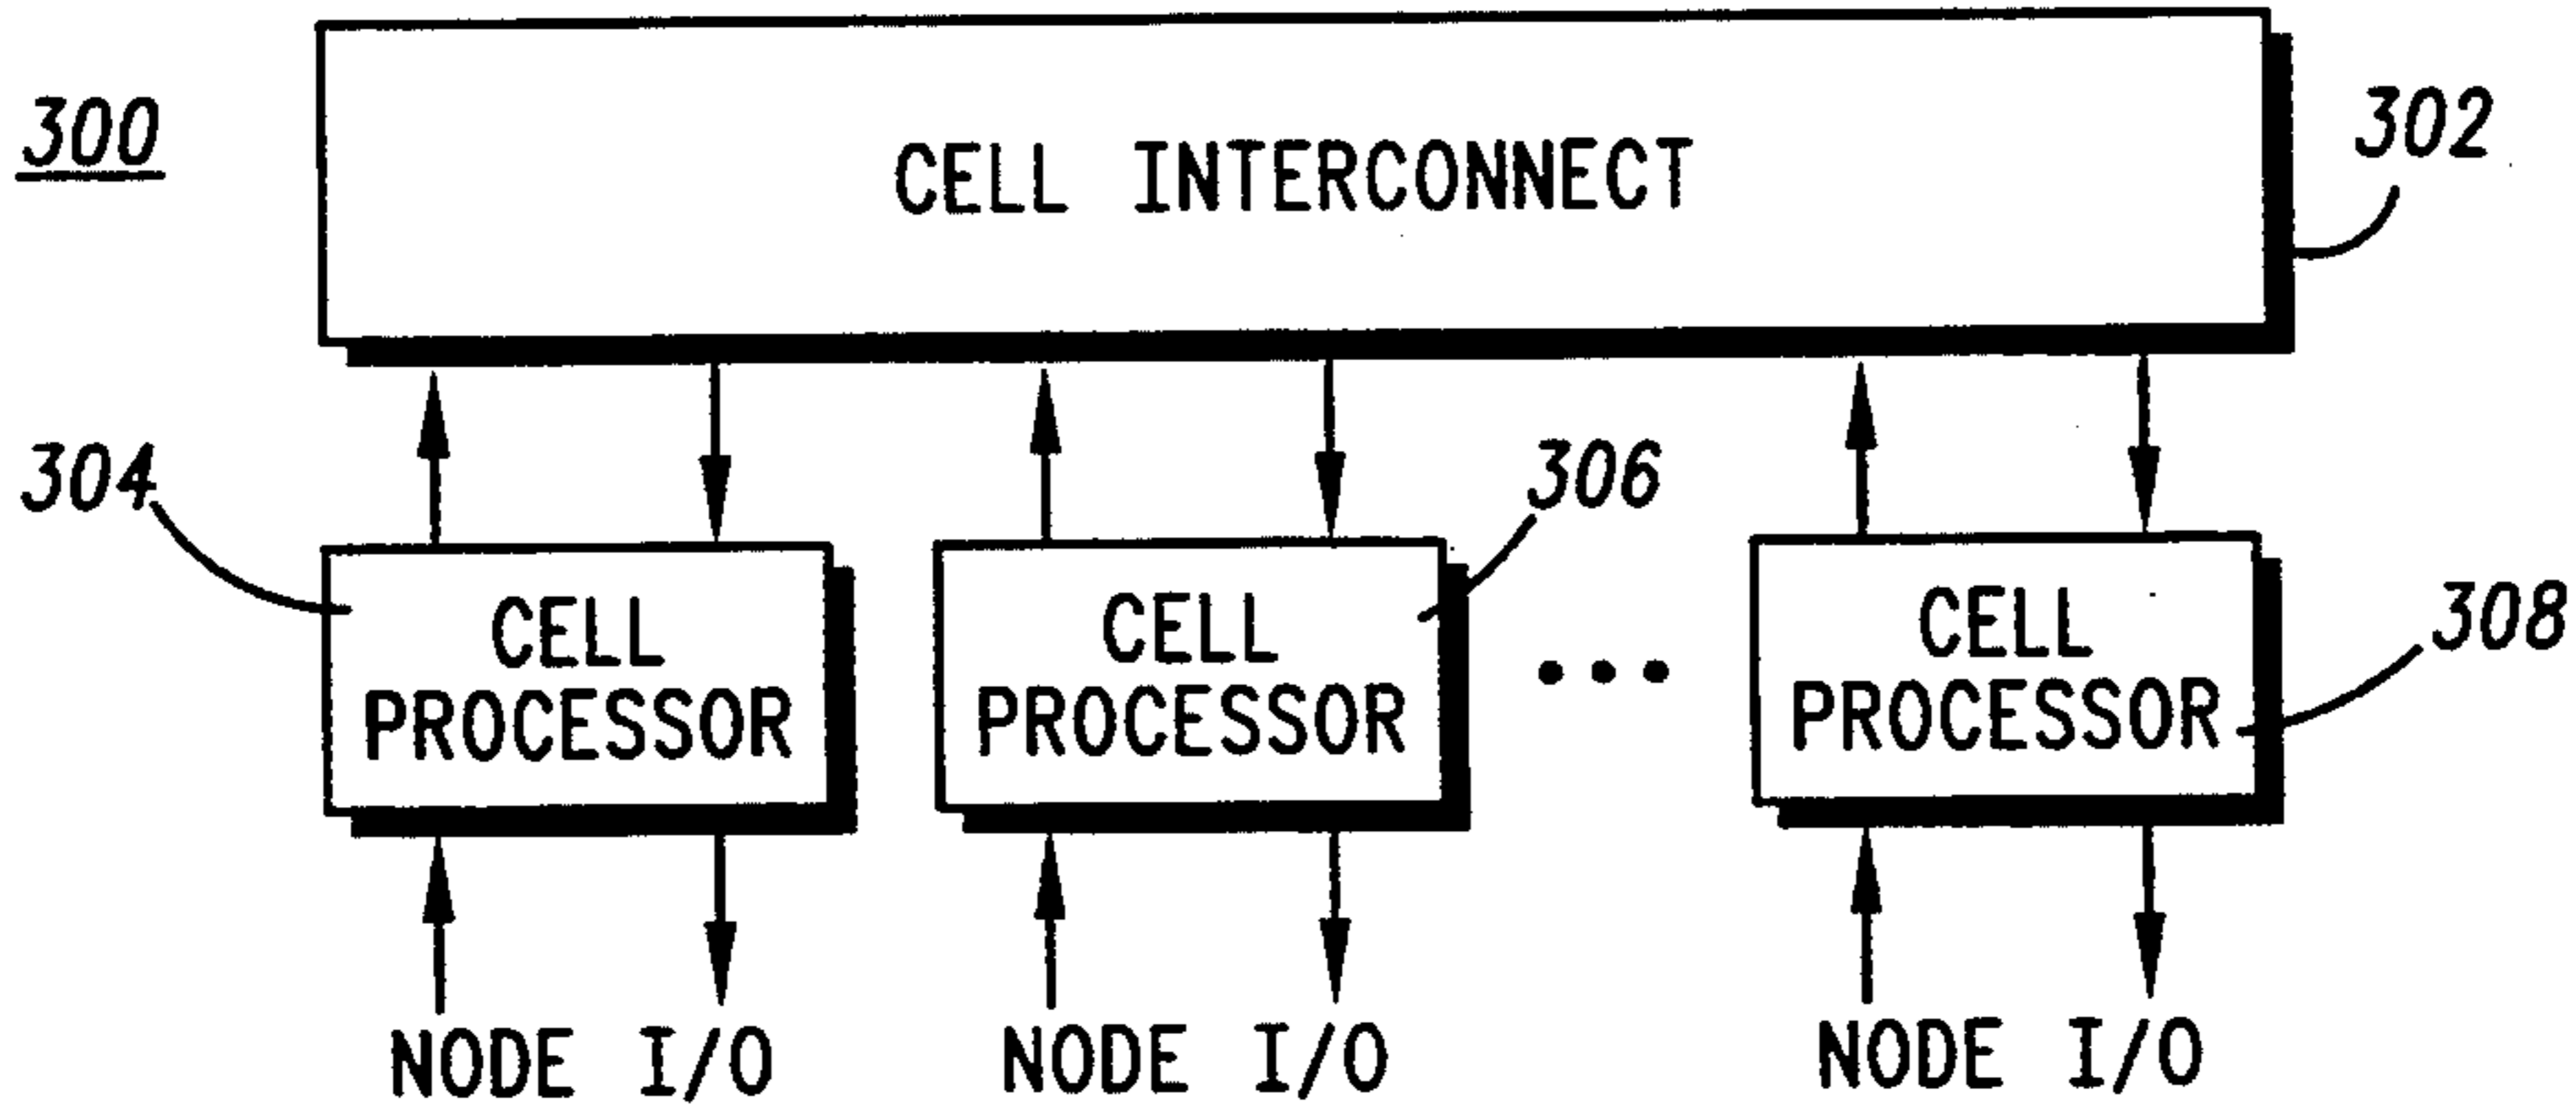 300
CELL INTERCONNECT
302
304
306
308
CELL
PROCESSOR
CELL
PROCESSOR
CELL
PROCESSOR
NODE I/O
NODE I/O
NODE I/O